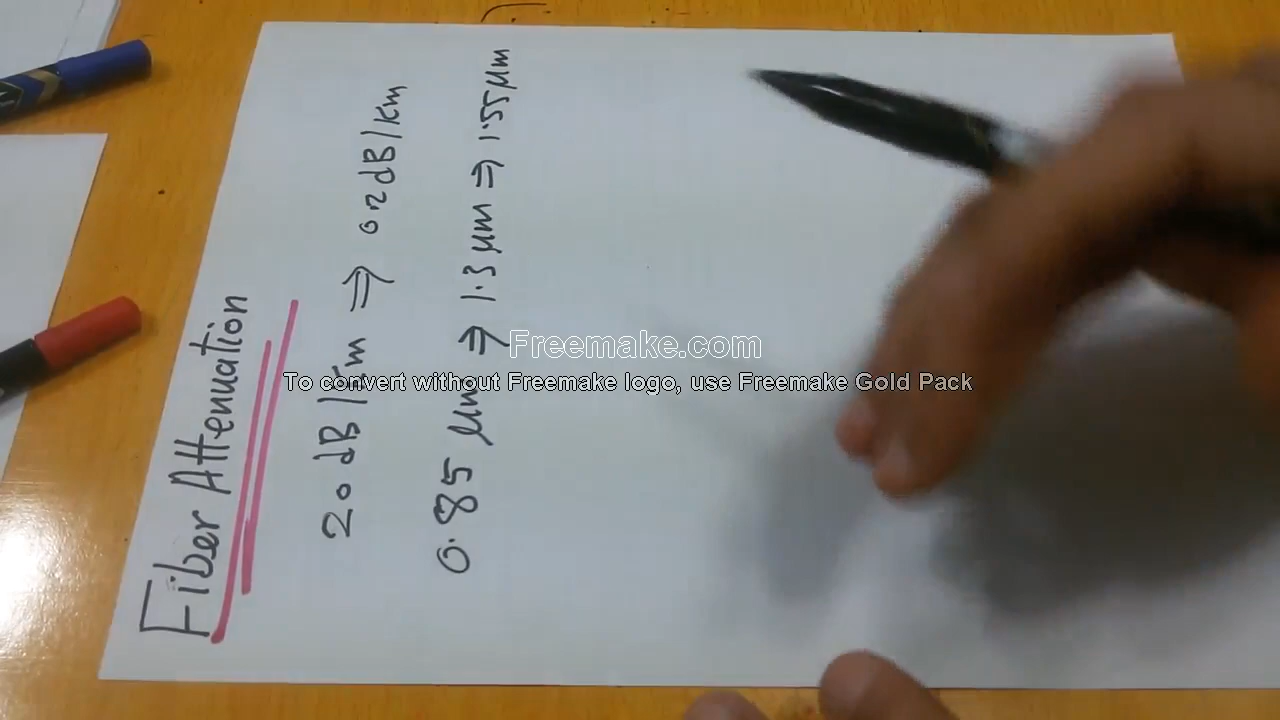 Fiber Attenuation
20 dB/Km ⇒ 0.2 dB/Km
0.85 μm ⇒ 1.3 μm ⇒ 1.55 μm
Freemake.com
To convert without Freemake logo, use Freemake Gold Pack